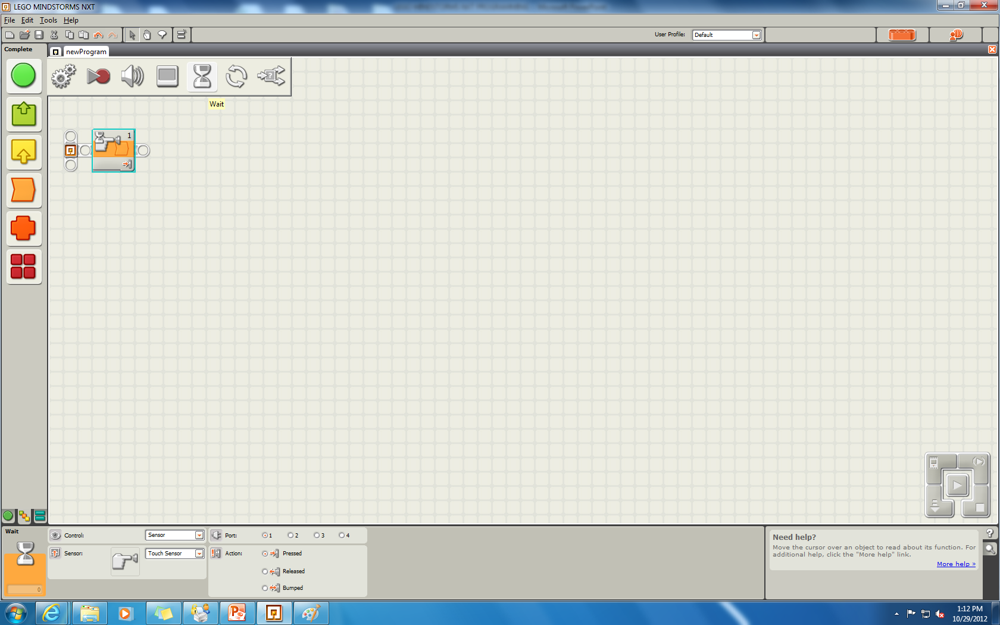 LEGO MINDSTORMS NXT
File Edit Tools Help
User Profile: Default
Complete
newProgram
Wait
1
Wait
Control: Sensor
Port: 1 2 3 4
Sensor: Touch Sensor
Action: Pressed
Released
Bumped
0
Need help?
Move the cursor over an object to read about its function. For
additional help, click the "More help" link.
More help »
1:12 PM
10/29/2012